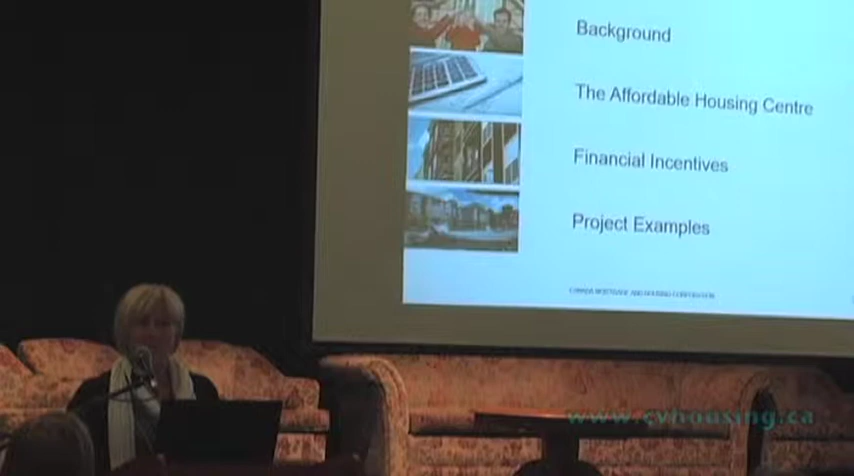 Background
The Affordable Housing Centre
Financial Incentives
Project Examples
CANADA MORTGAGE AND HOUSING CORPORATION
www.cvhousing.ca